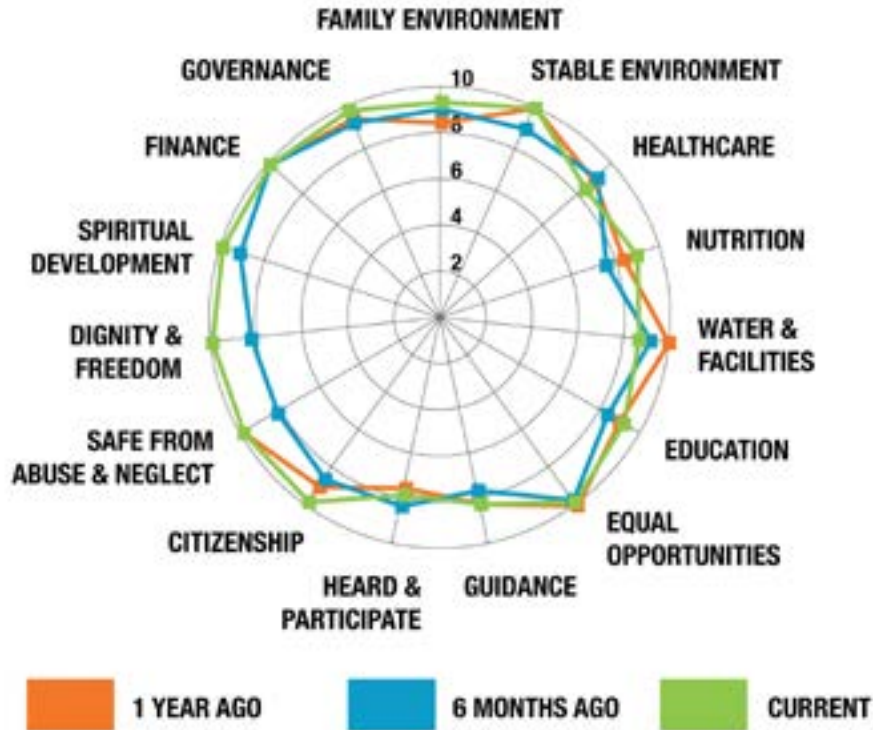 FAMILY ENVIRONMENT
GOVERNANCE
10
STABLE ENVIRONMENT
FINANCE
8
HEALTHCARE
6
SPIRITUAL
DEVELOPMENT
4
NUTRITION
2
DIGNITY &
FREEDOM
WATER &
FACILITIES
SAFE FROM
ABUSE & NEGLECT
EDUCATION
CITIZENSHIP
EQUAL
OPPORTUNITIES
HEARD &
PARTICIPATE
GUIDANCE
1 YEAR AGO
6 MONTHS AGO
CURRENT